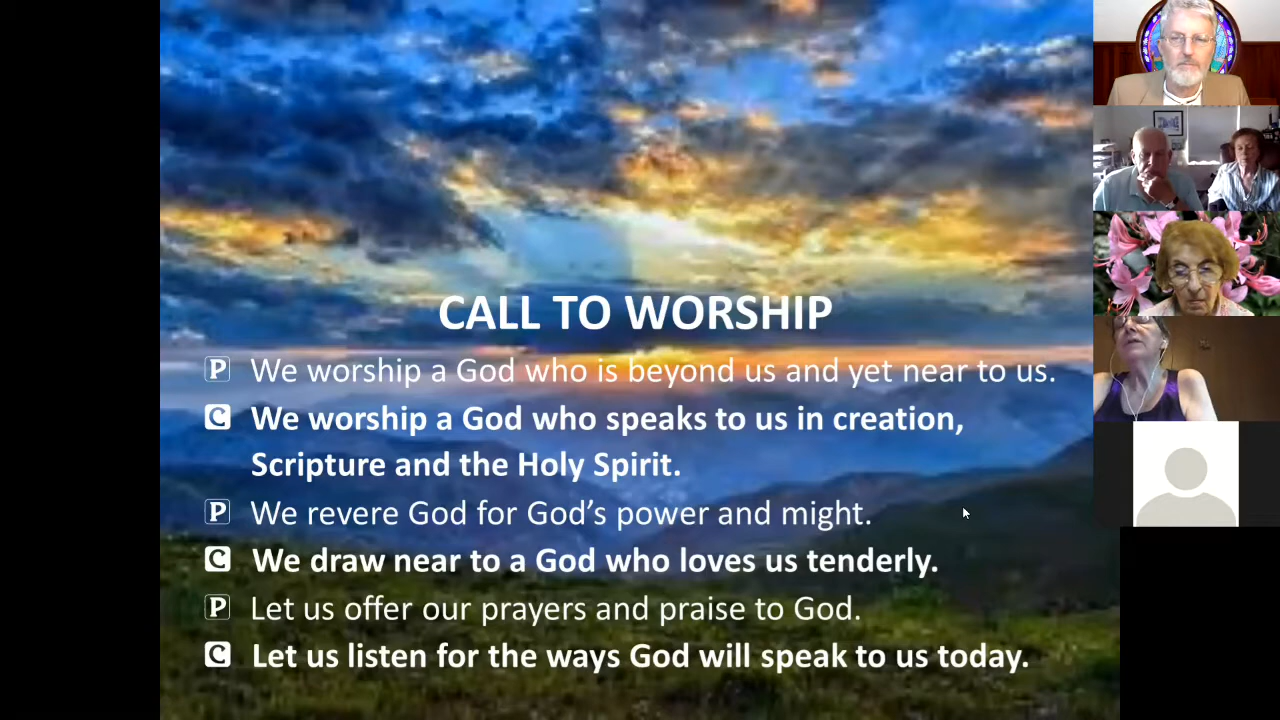 CALL TO WORSHIP
P We worship a God who is beyond us and yet near to us.
C We worship a God who speaks to us in creation,
Scripture and the Holy Spirit.
P We revere God for God’s power and might.
C We draw near to a God who loves us tenderly.
P Let us offer our prayers and praise to God.
C Let us listen for the ways God will speak to us today.